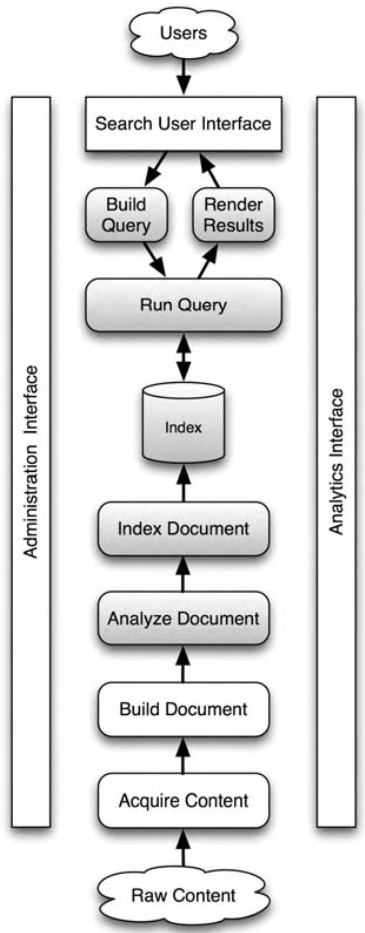 Users
Search User Interface
Build
Query
Render
Results
Run Query
Index
Index Document
Analyze Document
Build Document
Acquire Content
Raw Content
Administration Interface
Analytics Interface